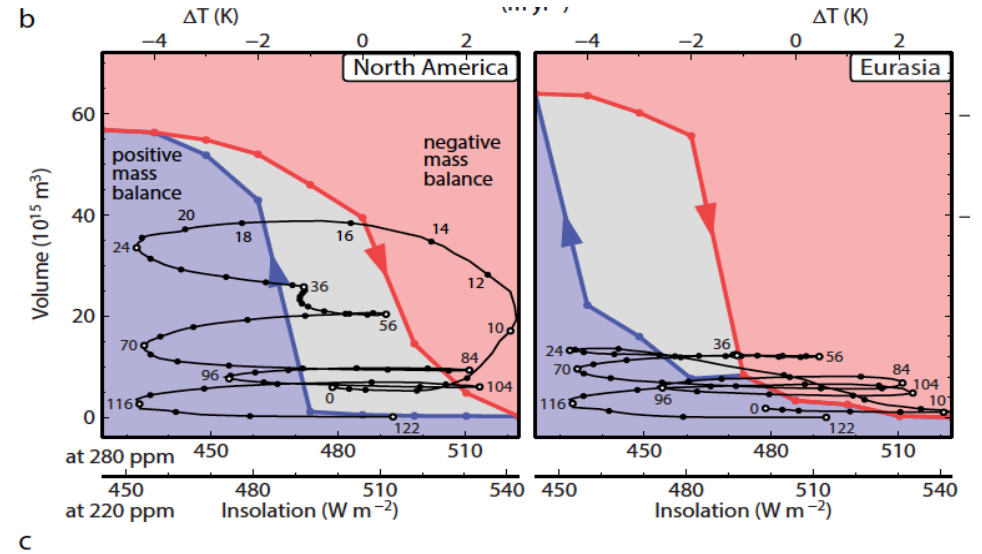 b
ΔT (K)
ΔT (K)
−4 −2 0 2
−4 −2 0 2
North America
Eurasia
positive
mass
balance
negative
mass
balance
Volume (10¹⁵ m³)
60
40
20
0
20
18
16
14
24
12
36
56
10
70
84
96
104
0
116
122
36
24
56
70
84
104
96
0
10
116
122
at 280 ppm
450 480 510
450 480 510
450 480 510
480 510 540
at 220 ppm
Insolation (W m⁻²)
Insolation (W m⁻²)
c